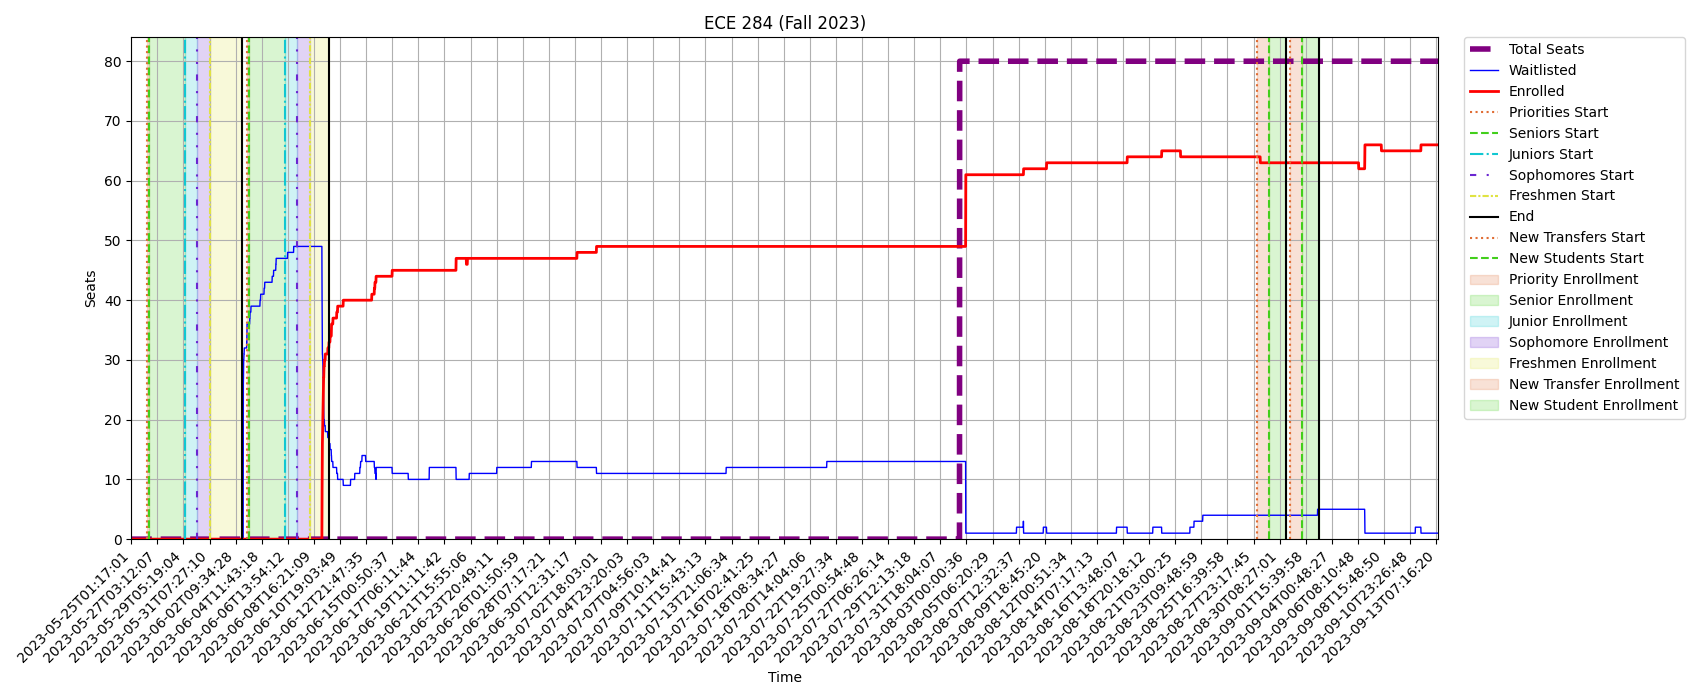 ECE 284 (Fall 2023)
Seats
80
70
60
50
40
30
20
10
0
2023-05-25T01:17:01
2023-05-27T03:12:07
2023-05-29T05:19:04
2023-05-31T07:27:10
2023-06-02T09:34:28
2023-06-04T11:43:18
2023-06-06T13:54:12
2023-06-08T16:21:09
2023-06-10T19:03:49
2023-06-12T21:47:35
2023-06-15T00:50:37
2023-06-17T06:11:44
2023-06-19T11:11:42
2023-06-21T15:55:06
2023-06-23T20:49:11
2023-06-26T01:50:59
2023-06-28T07:17:21
2023-06-30T12:31:17
2023-07-02T18:03:01
2023-07-04T23:20:03
2023-07-07T04:56:03
2023-07-09T10:14:41
2023-07-11T15:43:13
2023-07-13T21:06:34
2023-07-16T02:41:25
2023-07-18T08:34:27
2023-07-20T14:04:06
2023-07-22T19:27:34
2023-07-25T00:54:48
2023-07-27T06:26:14
2023-07-29T12:13:18
2023-07-31T18:04:07
2023-08-03T00:00:36
2023-08-05T06:20:29
2023-08-07T12:32:37
2023-08-09T18:45:20
2023-08-12T00:51:34
2023-08-14T07:17:13
2023-08-16T13:48:07
2023-08-18T20:18:12
2023-08-21T03:00:25
2023-08-23T09:48:59
2023-08-25T16:39:58
2023-08-27T23:17:45
2023-08-30T08:27:01
2023-09-01T15:39:58
2023-09-04T00:48:27
2023-09-06T08:10:48
2023-09-08T15:48:50
2023-09-10T23:26:48
2023-09-13T07:16:20
Time
Total Seats
Waitlisted
Enrolled
Priorities Start
Seniors Start
Juniors Start
Sophomores Start
Freshmen Start
End
New Transfers Start
New Students Start
Priority Enrollment
Senior Enrollment
Junior Enrollment
Sophomore Enrollment
Freshmen Enrollment
New Transfer Enrollment
New Student Enrollment